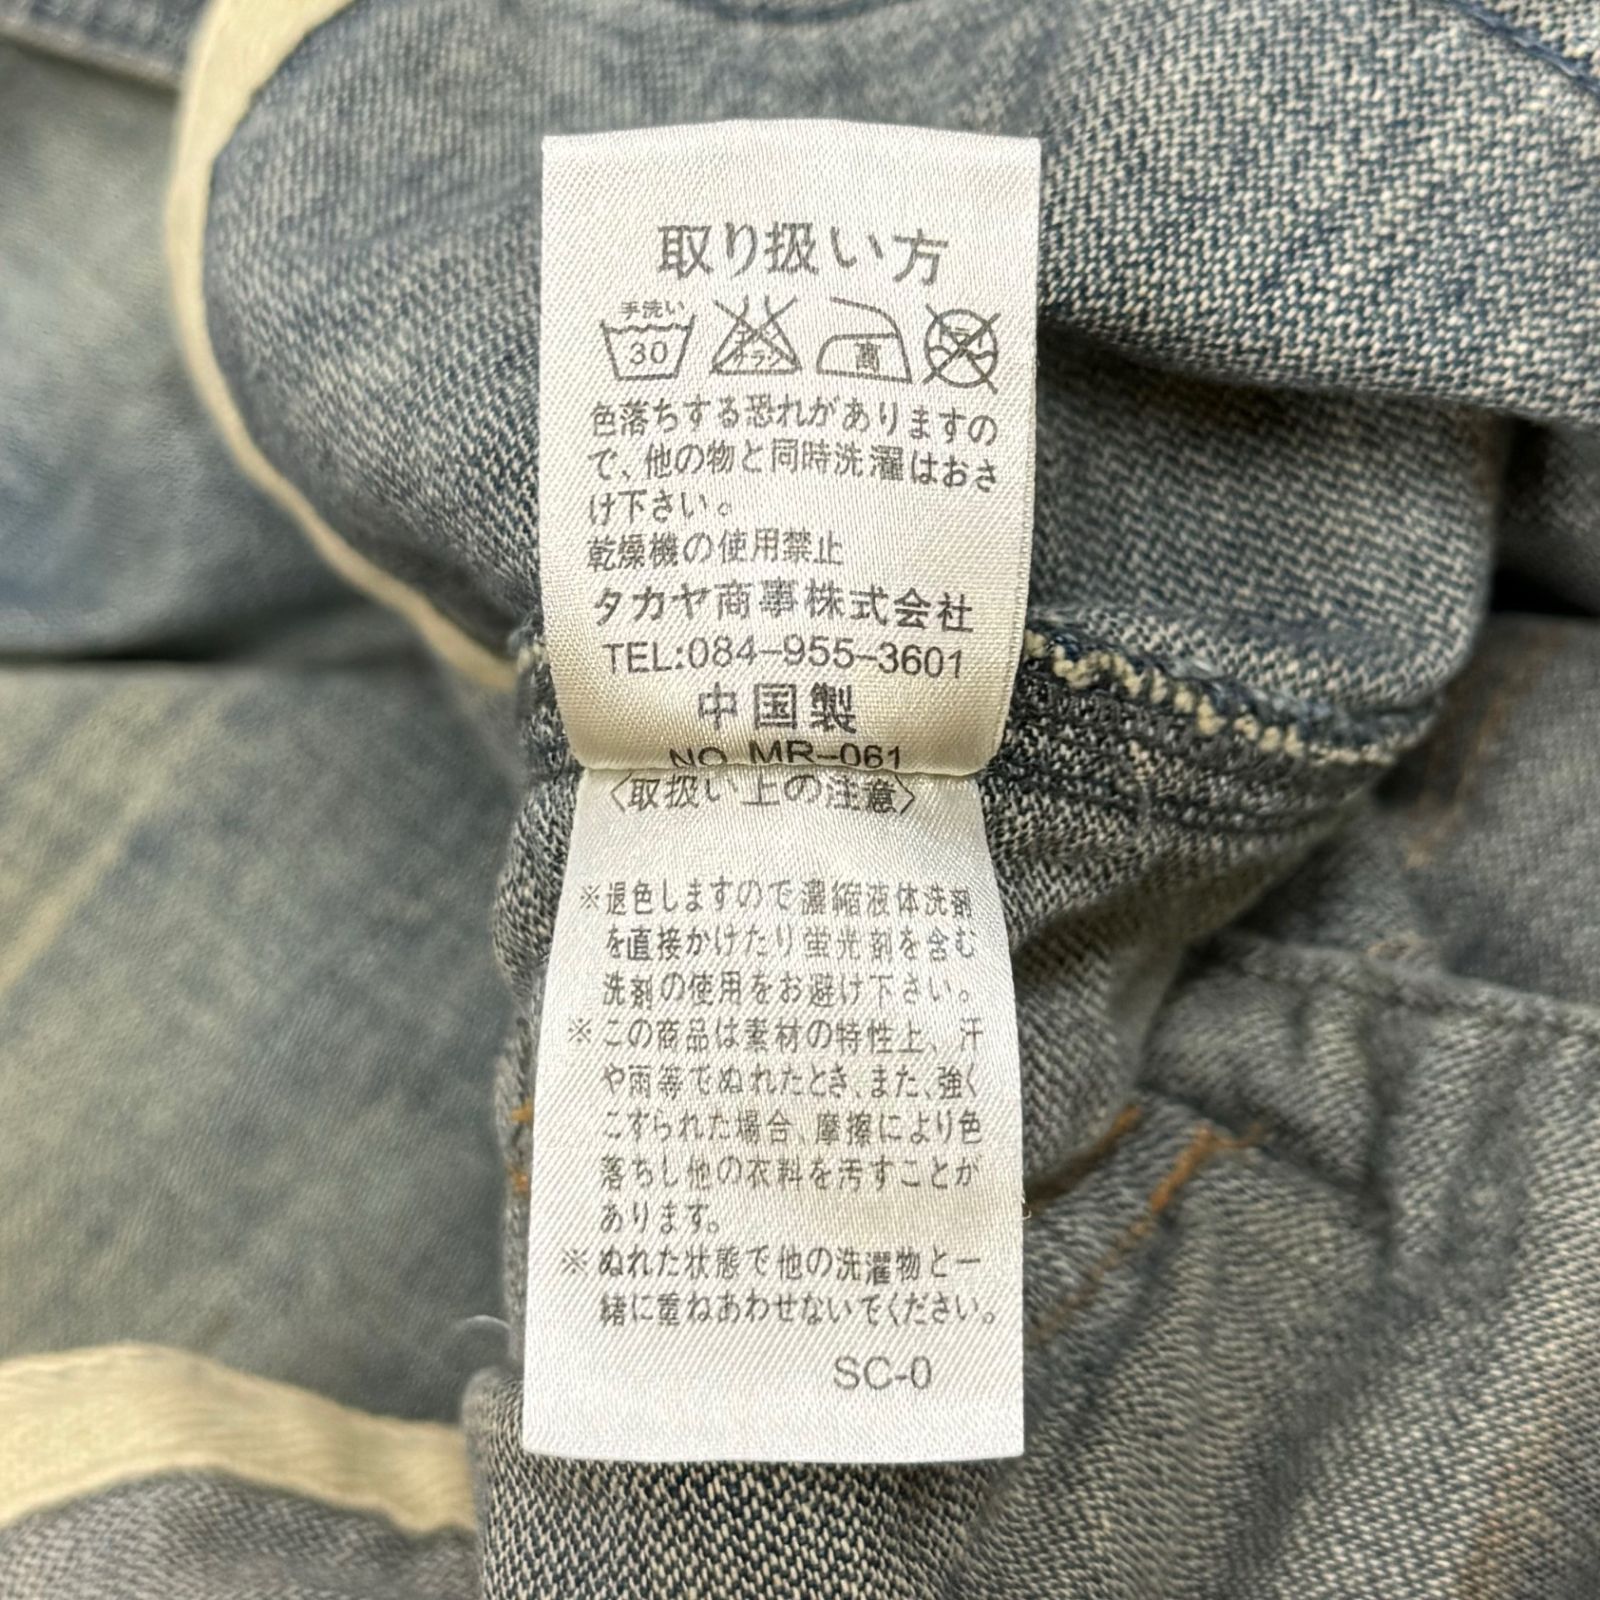 取り扱い方
手洗い
30
高
色落ちする恐れがありますの
で、他の物と同時洗濯はおさ
け下さい。
乾燥機の使用禁止
タカヤ商事株式会社
TEL:084-955-3601
中国製
NO MR-061
〈取扱い上の注意〉
※退色しますので濃縮液体洗剤
を直接かけたり蛍光剤を含む
洗剤の使用をお避け下さい。
※この商品は素材の特性上、汗
や雨等でぬれたとき、また、強く
こすられた場合、摩擦により色
落ちし他の衣料を汚すことが
あります。
※ぬれた状態で他の洗濯物と一
緒に重ねあわせないでください。
SC-0